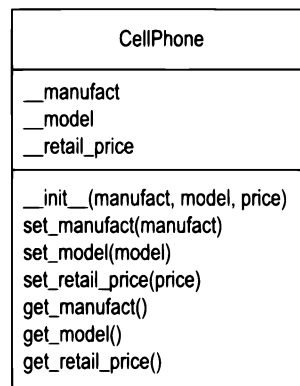 CellPhone
__manufact
__model
__retail_price
__init__(manufact, model, price)
set_manufact(manufact)
set_model(model)
set_retail_price(price)
get_manufact()
get_model()
get_retail_price()